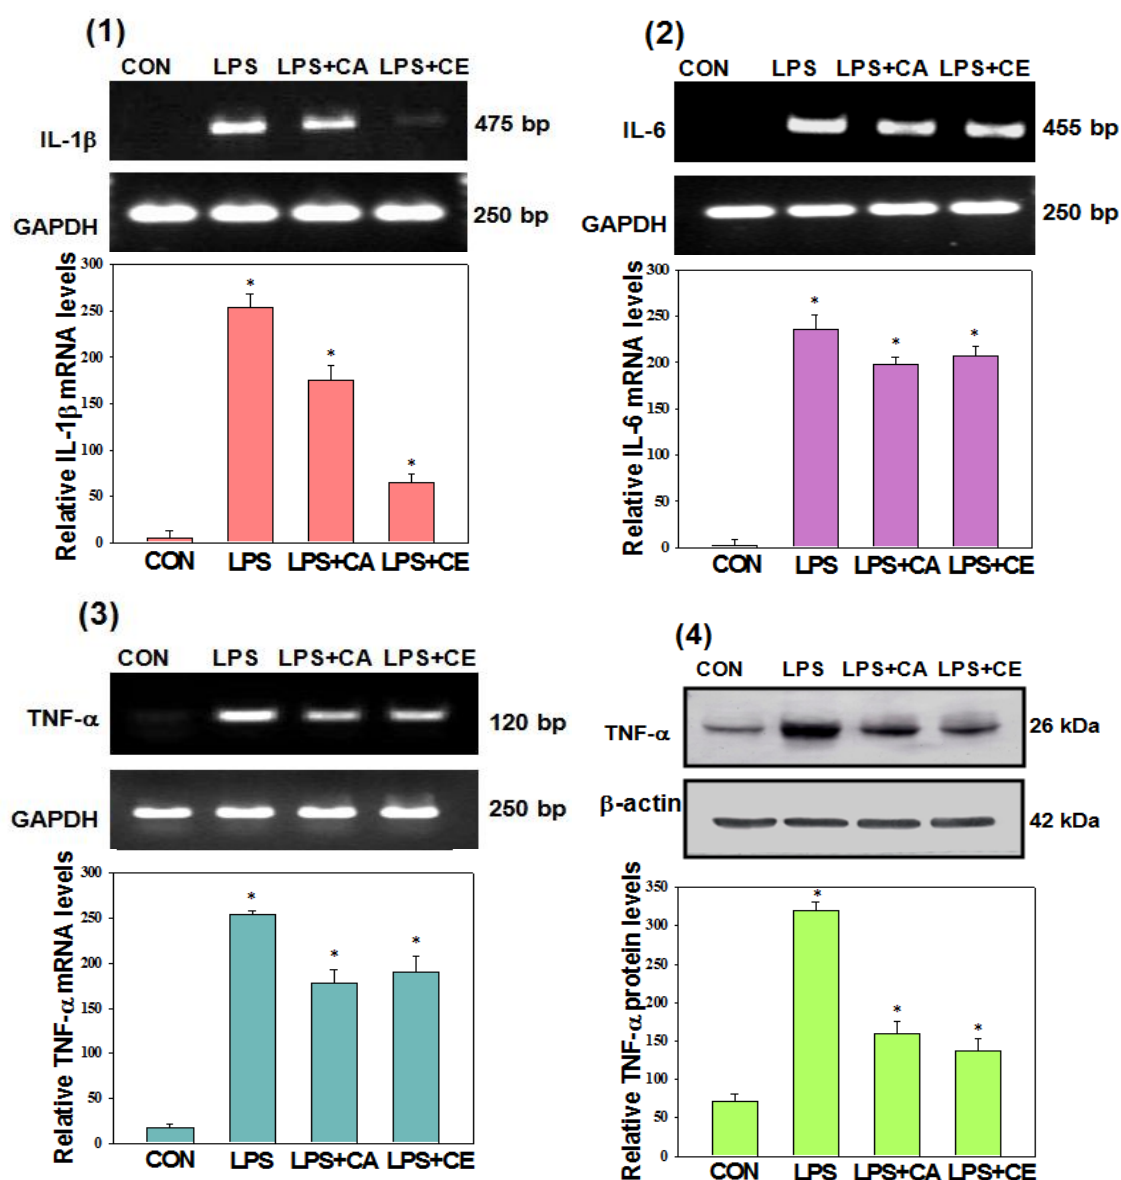 (1)
CON LPS LPS+CA LPS+CE
IL-1β
475 bp
GAPDH
250 bp
Relative IL-1β mRNA levels
300
250
200
150
100
50
0
*
*
*
CON LPS LPS+CA LPS+CE
(2)
CON LPS LPS+CA LPS+CE
IL-6
455 bp
GAPDH
250 bp
Relative IL-6 mRNA levels
300
250
200
150
100
50
0
*
*
*
CON LPS LPS+CA LPS+CE
(3)
CON LPS LPS+CA LPS+CE
TNF-α
120 bp
GAPDH
250 bp
Relative TNF-α mRNA levels
300
250
200
150
100
50
0
*
*
*
CON LPS LPS+CA LPS+CE
(4)
CON LPS LPS+CA LPS+CE
TNF-α
26 kDa
β-actin
42 kDa
Relative TNF-α protein levels
350
300
250
200
150
100
50
0
*
*
*
CON LPS LPS+CA LPS+CE